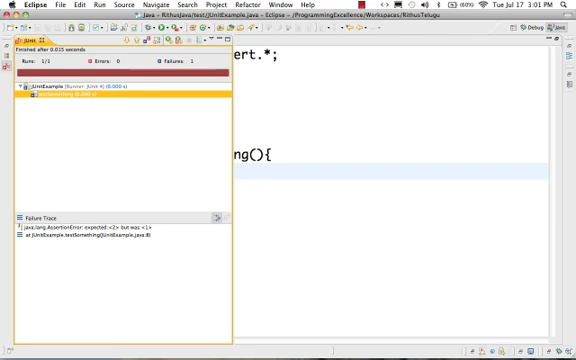 Eclipse File Edit Run Source Navigate Search Project Refactor Window Help (60%) Tue Jul 17 3:01 PM
Java - RithusJava/test/JUnitExample.java - Eclipse - /ProgrammingExcellence/Workspaces/RithusTelugu
Debug Java
JUnit
Finished after 0.015 seconds
Runs: 1/1 Errors: 0 Failures: 1
JUnitExample [Runner: JUnit 4] (0.000 s)
testSomething (0.000 s)
ert.*;
ng(){
Failure Trace
java.lang.AssertionError: expected:<2> but was:<1>
at JUnitExample.testSomething(JUnitExample.java:8)